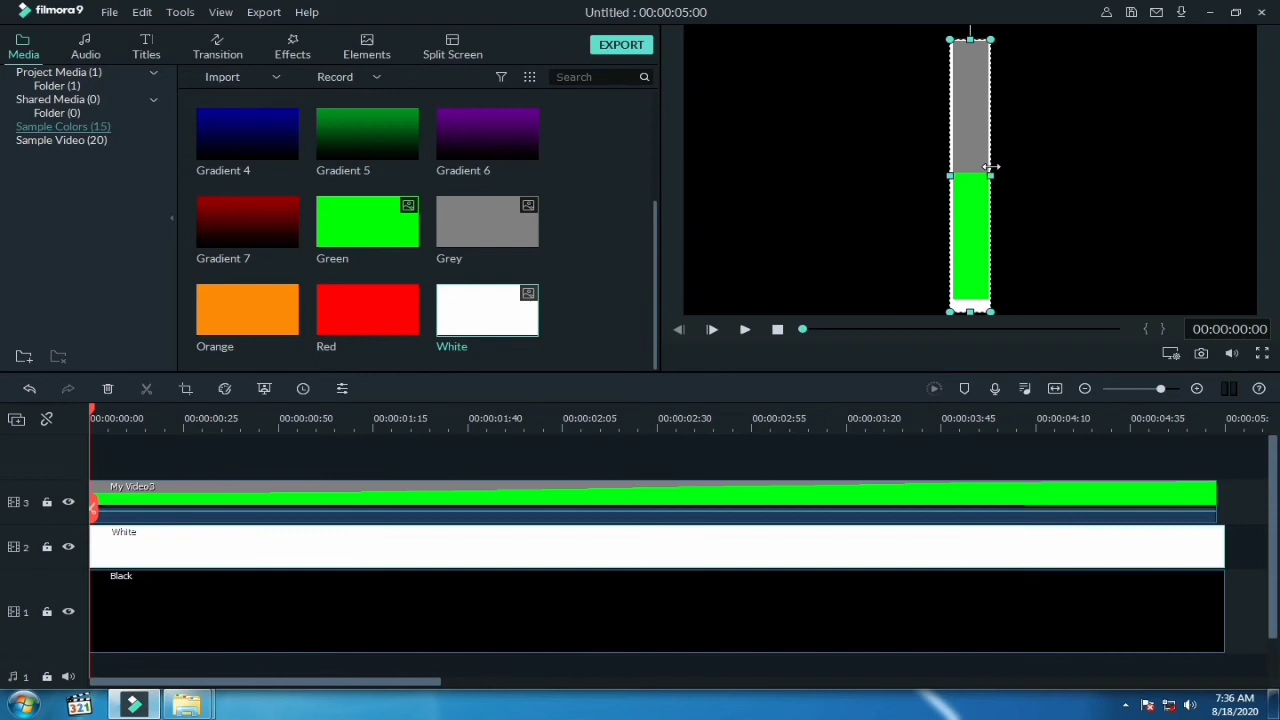 filmora9 File Edit Tools View Export Help Untitled : 00:00:05:00
Media Audio Titles Transition Effects Elements Split Screen EXPORT
Project Media (1)
Folder (1)
Shared Media (0)
Folder (0)
Sample Colors (15)
Sample Video (20)
Import Record Search
Gradient 4 Gradient 5 Gradient 6
Gradient 7 Green Grey
Orange Red White
00:00:00:00
00:00:00:00 00:00:00:25 00:00:00:50 00:00:01:15 00:00:01:40 00:00:02:05 00:00:02:30 00:00:02:55 00:00:03:20 00:00:03:45 00:00:04:10 00:00:04:35 00:00:05:
3 My Video3
2 White
1 Black
1
321
7:36 AM
8/18/2020